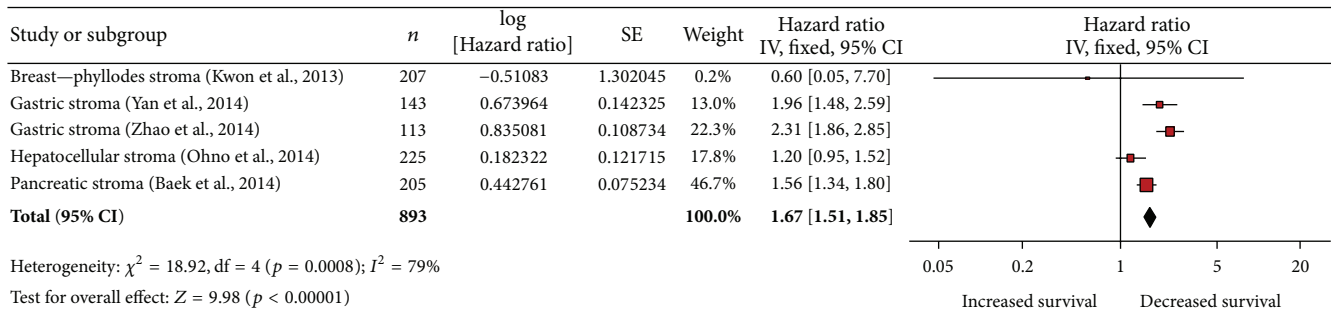 Study or subgroup n log [Hazard ratio] SE Weight Hazard ratio IV, fixed, 95% CI Hazard ratio IV, fixed, 95% CI
Breast—phyllodes stroma (Kwon et al., 2013) 207 −0.51083 1.302045 0.2% 0.60 [0.05, 7.70]
Gastric stroma (Yan et al., 2014) 143 0.673964 0.142325 13.0% 1.96 [1.48, 2.59]
Gastric stroma (Zhao et al., 2014) 113 0.835081 0.108734 22.3% 2.31 [1.86, 2.85]
Hepatocellular stroma (Ohno et al., 2014) 225 0.182322 0.121715 17.8% 1.20 [0.95, 1.52]
Pancreatic stroma (Baek et al., 2014) 205 0.442761 0.075234 46.7% 1.56 [1.34, 1.80]
Total (95% CI) 893 100.0% 1.67 [1.51, 1.85]
Heterogeneity: χ² = 18.92, df = 4 (p = 0.0008); I² = 79%
Test for overall effect: Z = 9.98 (p < 0.00001)
0.05 0.2 1 5 20
Increased survival Decreased survival